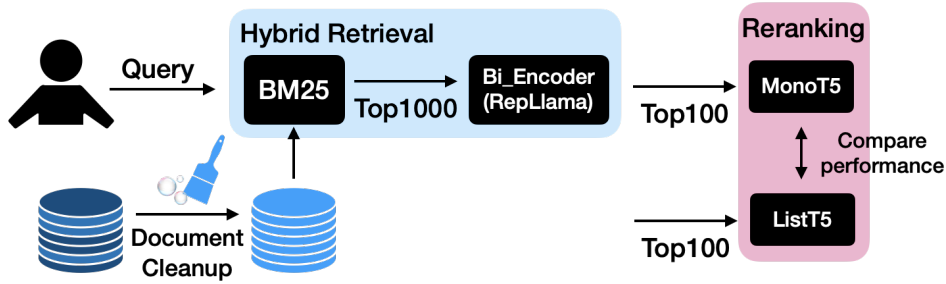 Hybrid Retrieval
Reranking
Query
BM25
Top1000
Bi_Encoder
(RepLlama)
Top100
MonoT5
Compare
performance
Document
Cleanup
Top100
ListT5